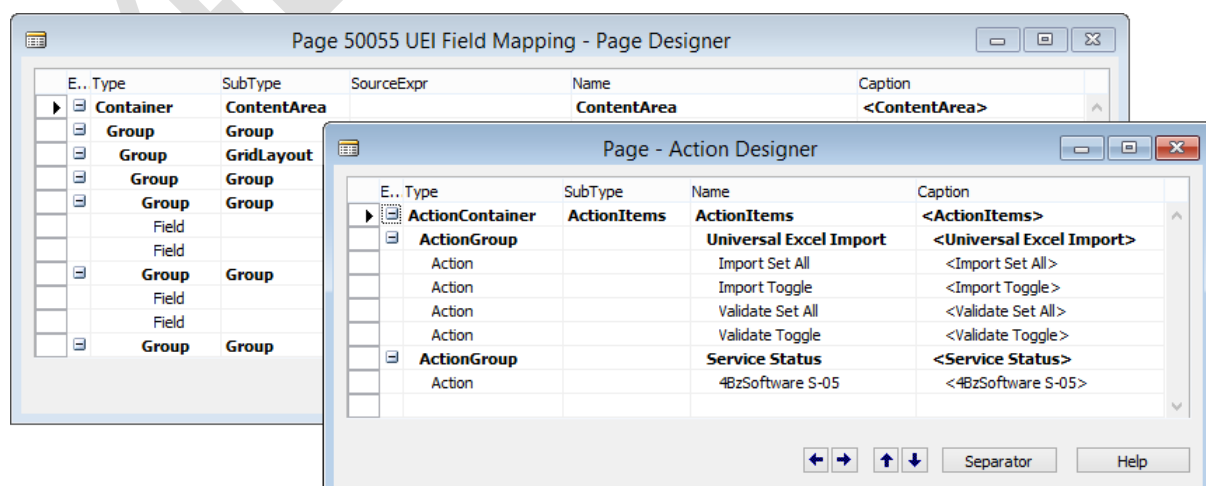 Page 50055 UEI Field Mapping - Page Designer
E.. Type SubType SourceExpr Name Caption
Container ContentArea ContentArea <ContentArea>
Group Group
Group GridLayout
Group Group
Group Group
Field
Field
Group Group
Field
Field
Group Group
Page - Action Designer
E.. Type SubType Name Caption
ActionContainer ActionItems ActionItems <ActionItems>
ActionGroup Universal Excel Import <Universal Excel Import>
Action Import Set All <Import Set All>
Action Import Toggle <Import Toggle>
Action Validate Set All <Validate Set All>
Action Validate Toggle <Validate Toggle>
ActionGroup Service Status <Service Status>
Action 4BzSoftware S-05 <4BzSoftware S-05>
Separator Help